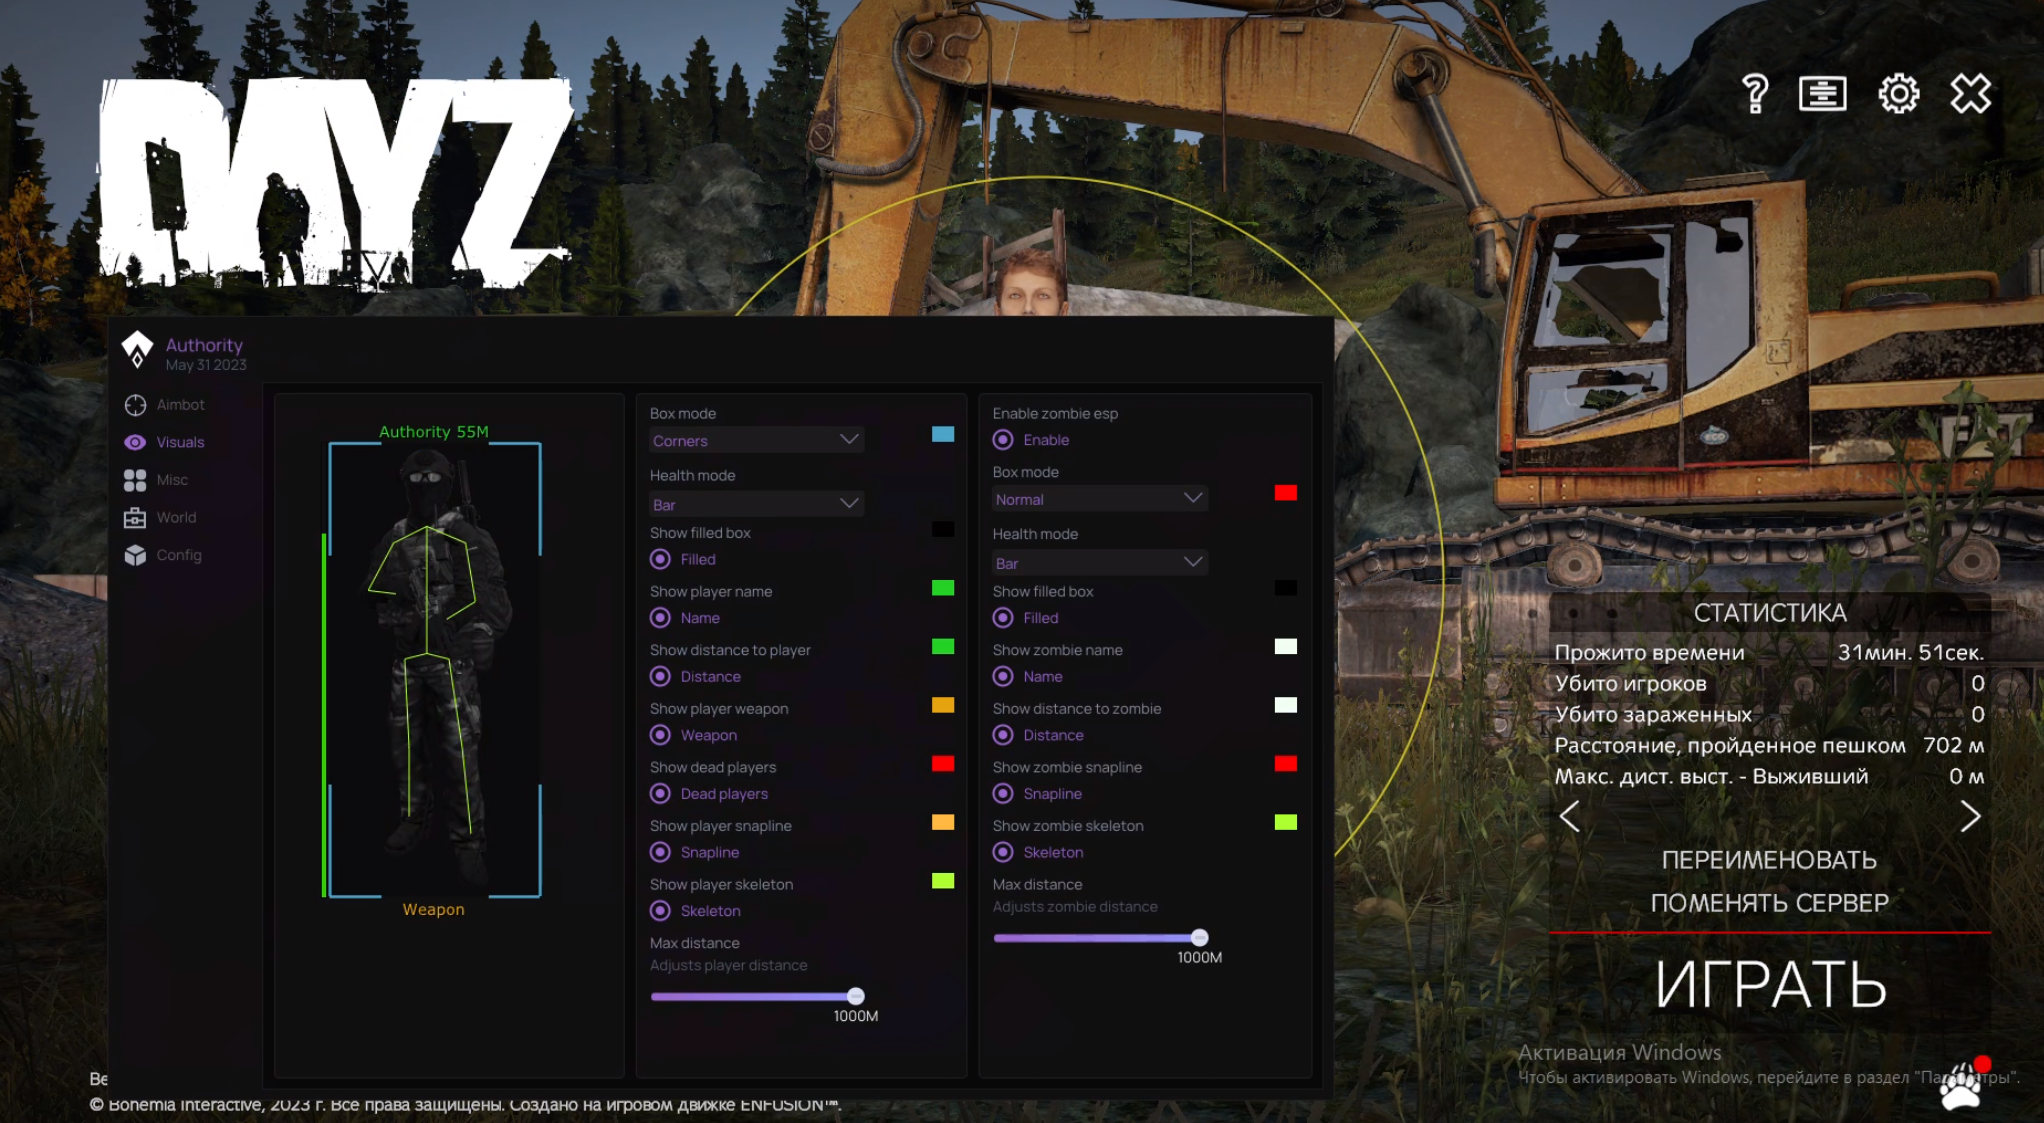 DAYZ
Authority
May 31 2023
Aimbot
Visuals
Misc
World
Config
Authority 55M
Weapon
Box mode
Corners
Health mode
Bar
Show filled box
Filled
Show player name
Name
Show distance to player
Distance
Show player weapon
Weapon
Show dead players
Dead players
Show player snapline
Snapline
Show player skeleton
Skeleton
Max distance
Adjusts player distance
1000M
Enable zombie esp
Enable
Box mode
Normal
Health mode
Bar
Show filled box
Filled
Show zombie name
Name
Show distance to zombie
Distance
Show zombie snapline
Snapline
Show zombie skeleton
Skeleton
Max distance
Adjusts zombie distance
1000M
eco
СТАТИСТИКА
Прожито времени 31мин. 51сек.
Убито игроков 0
Убито зараженных 0
Расстояние, пройденное пешком 702 м
Макс. дист. выст. - Выживший 0 м
ПЕРЕИМЕНОВАТЬ
ПОМЕНЯТЬ СЕРВЕР
ИГРАТЬ
Активация Windows
Чтобы активировать Windows, перейдите в раздел
Ве
© Bohemia Interactive, 2023 г. Все права защищены. Создано на игровом движке ENFUSION™.